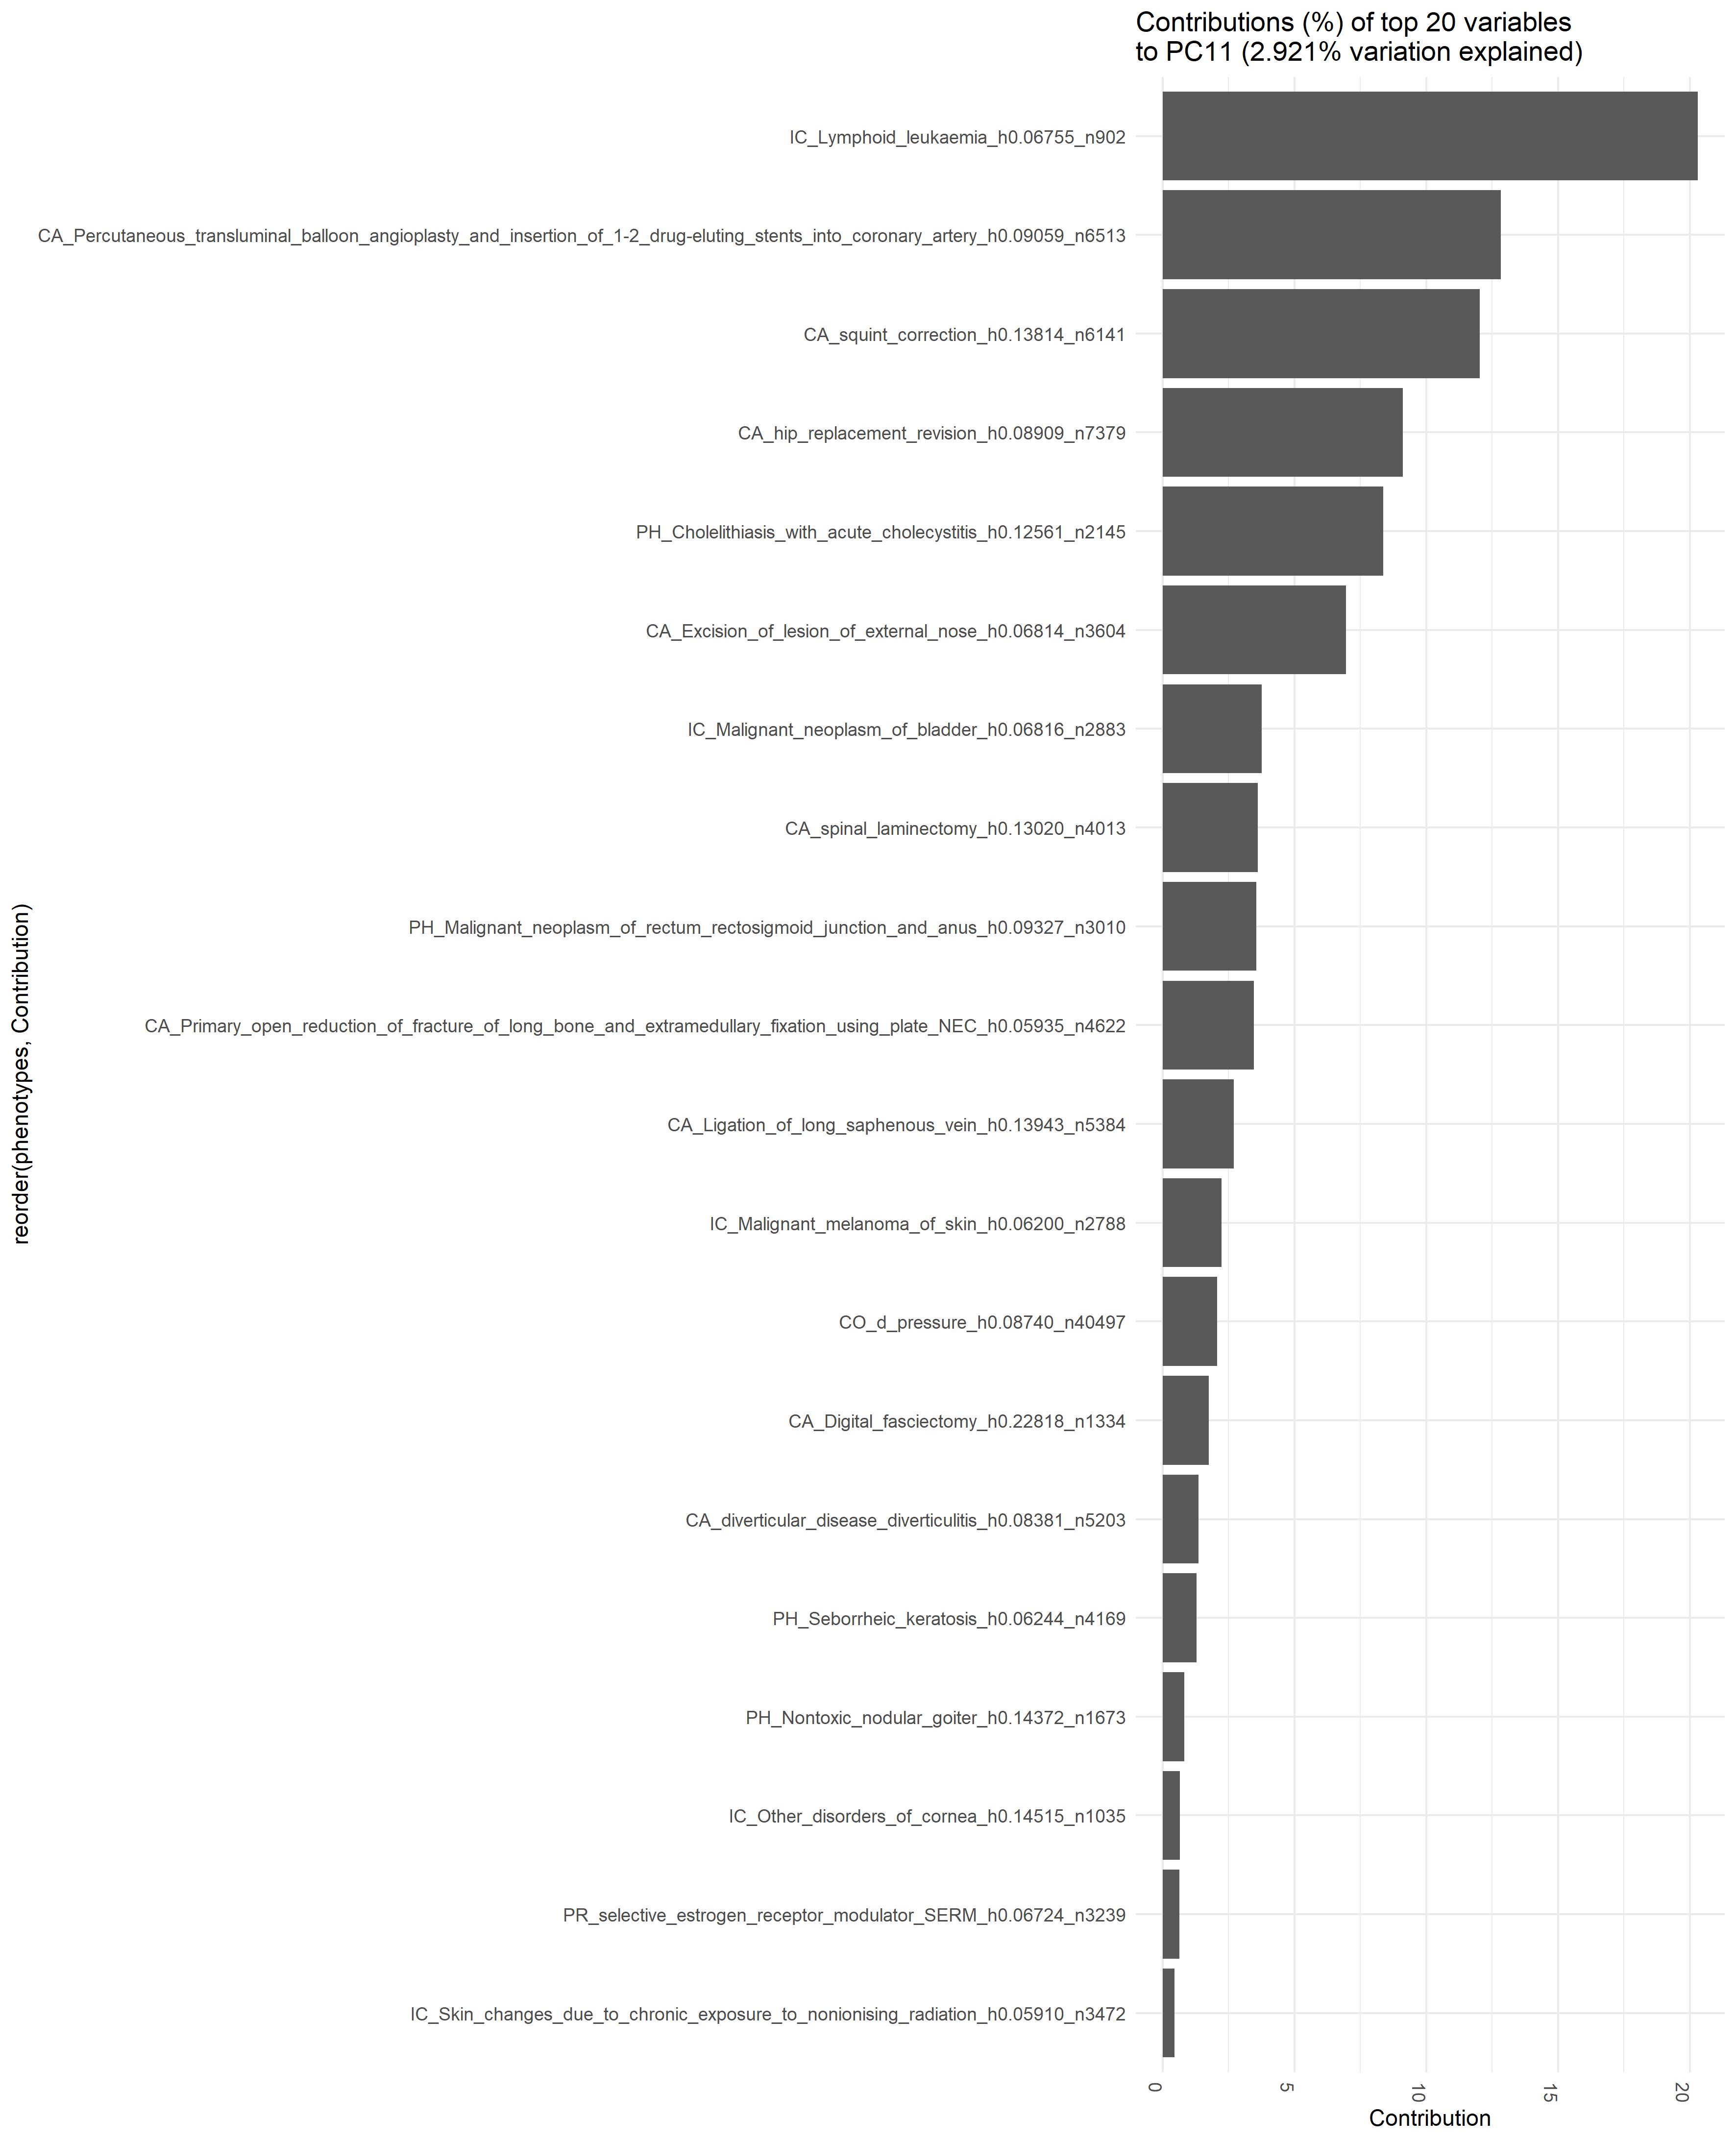 Contributions (%) of top 20 variables
to PC11 (2.921% variation explained)
IC_Lymphoid_leukaemia_h0.06755_n902
CA_Percutaneous_transluminal_balloon_angioplasty_and_insertion_of_1-2_drug-eluting_stents_into_coronary_artery_h0.09059_n6513
CA_squint_correction_h0.13814_n6141
CA_hip_replacement_revision_h0.08909_n7379
PH_Cholelithiasis_with_acute_cholecystitis_h0.12561_n2145
CA_Excision_of_lesion_of_external_nose_h0.06814_n3604
IC_Malignant_neoplasm_of_bladder_h0.06816_n2883
CA_spinal_laminectomy_h0.13020_n4013
PH_Malignant_neoplasm_of_rectum_rectosigmoid_junction_and_anus_h0.09327_n3010
CA_Primary_open_reduction_of_fracture_of_long_bone_and_extramedullary_fixation_using_plate_NEC_h0.05935_n4622
CA_Ligation_of_long_saphenous_vein_h0.13943_n5384
IC_Malignant_melanoma_of_skin_h0.06200_n2788
CO_d_pressure_h0.08740_n40497
CA_Digital_fasciectomy_h0.22818_n1334
CA_diverticular_disease_diverticulitis_h0.08381_n5203
PH_Seborrheic_keratosis_h0.06244_n4169
PH_Nontoxic_nodular_goiter_h0.14372_n1673
IC_Other_disorders_of_cornea_h0.14515_n1035
PR_selective_estrogen_receptor_modulator_SERM_h0.06724_n3239
IC_Skin_changes_due_to_chronic_exposure_to_nonionising_radiation_h0.05910_n3472
reorder(phenotypes, Contribution)
0 5 10 15 20
Contribution